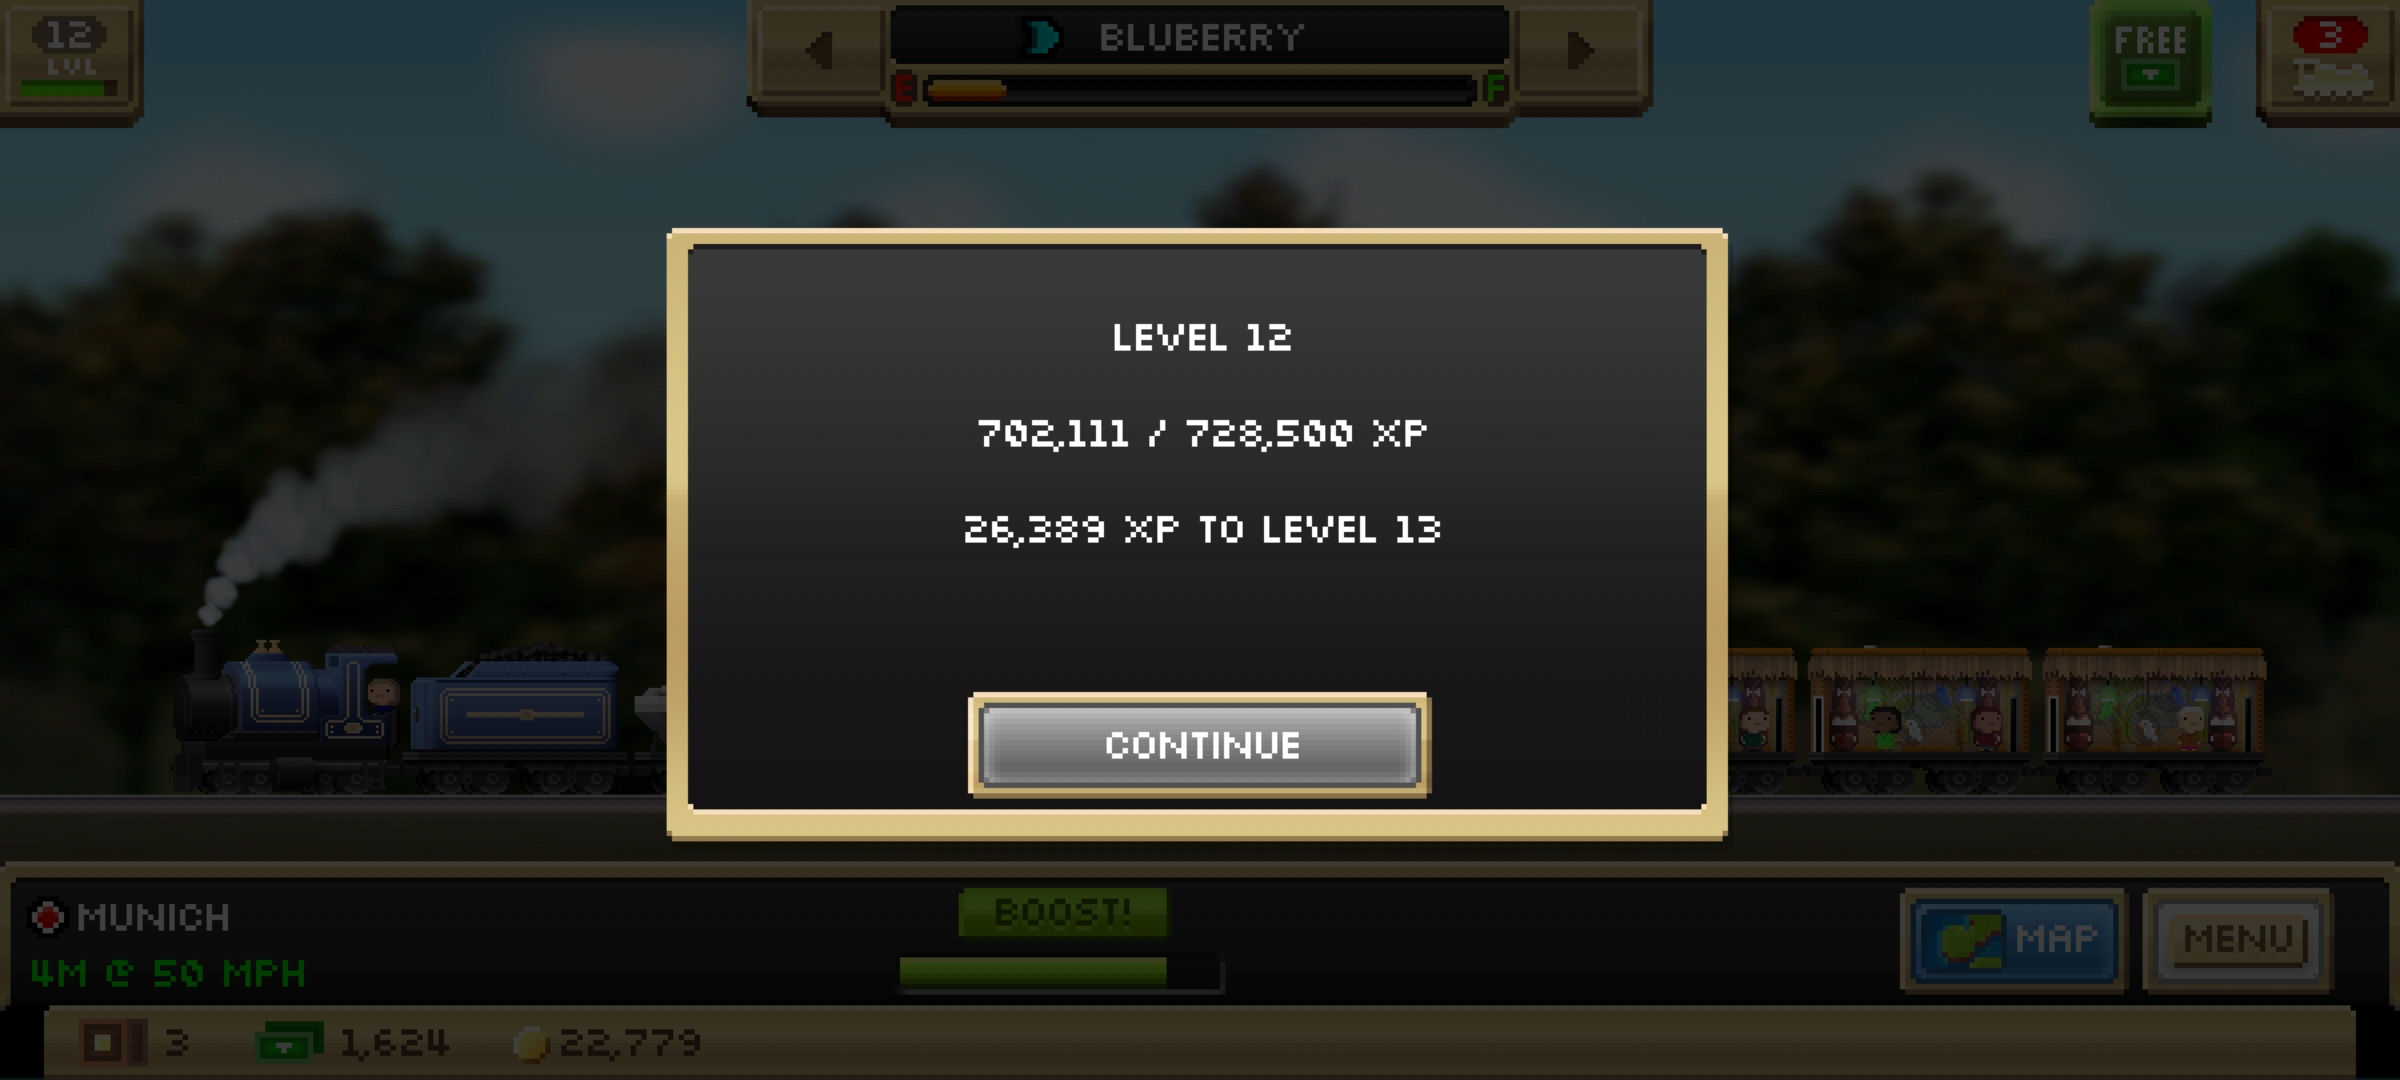 12
LVL
BLUBERRY
E
F
FREE
3
LEVEL 12
702,111 / 728,500 XP
26,389 XP TO LEVEL 13
CONTINUE
MUNICH
4M @ 50 MPH
BOOST!
MAP
MENU
3
1,624
22,779